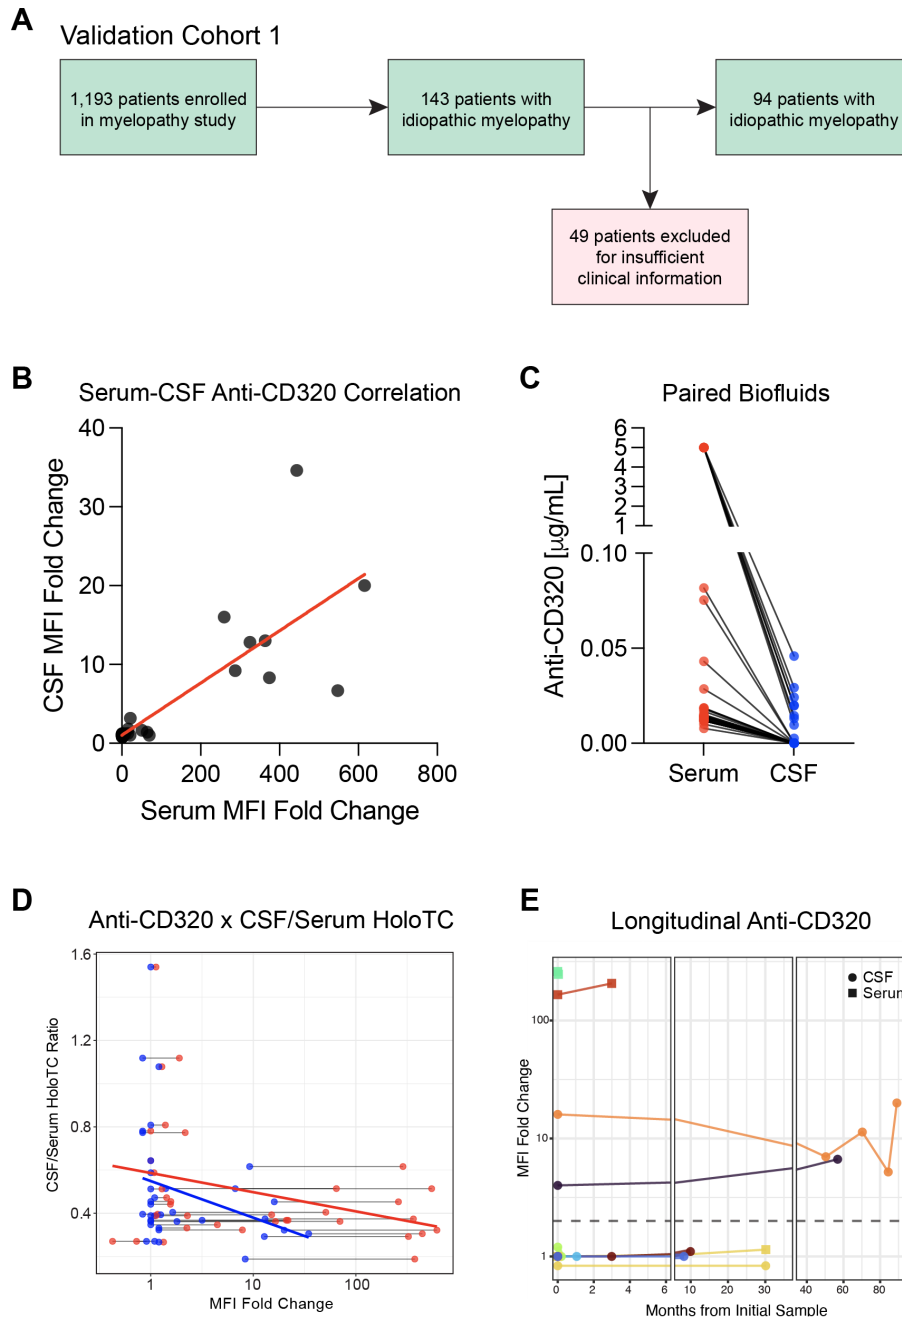 A
Validation Cohort 1
1,193 patients enrolled
in myelopathy study
143 patients with
idiopathic myelopathy
94 patients with
idiopathic myelopathy
49 patients excluded
for insufficient
clinical information
B
Serum-CSF Anti-CD320 Correlation
CSF MFI Fold Change
40
30
20
10
0
0 200 400 600 800
Serum MFI Fold Change
C
Paired Biofluids
Anti-CD320 [µg/mL]
6
5
4
3
2
1
0.10
0.05
0.00
Serum CSF
D
Anti-CD320 x CSF/Serum HoloTC
CSF/Serum HoloTC Ratio
1.6
1.2
0.8
0.4
1 10 100
MFI Fold Change
E
Longitudinal Anti-CD320
MFI Fold Change
CSF
Serum
100
10
1
0 2 4 6 10 20 30 40 60 80
Months from Initial Sample